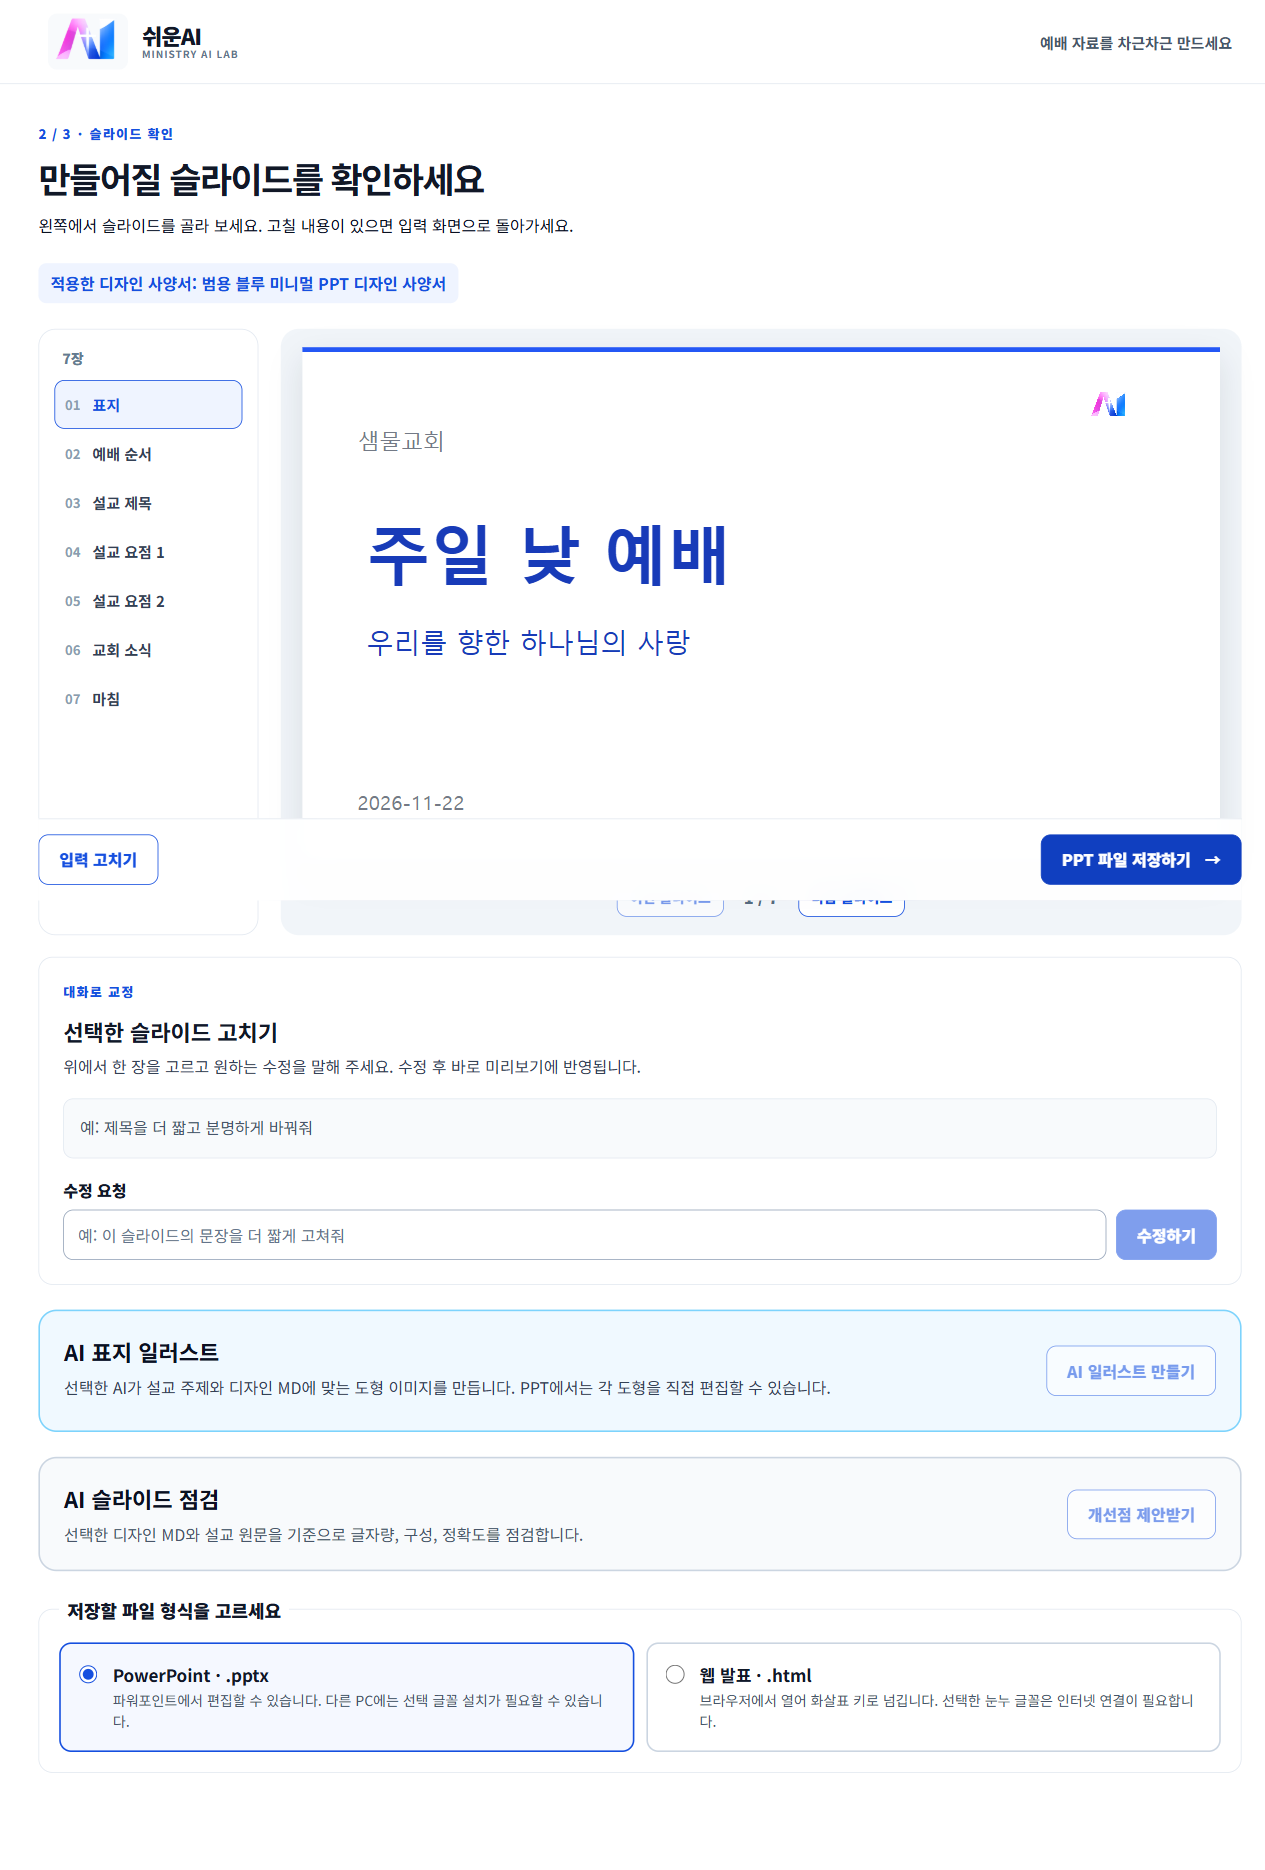 쉬운AI
MINISTRY AI LAB
예배 자료를 차근차근 만드세요
2 / 3 · 슬라이드 확인
만들어질 슬라이드를 확인하세요
왼쪽에서 슬라이드를 골라 보세요. 고칠 내용이 있으면 입력 화면으로 돌아가세요.
적용한 디자인 사양서: 범용 블루 미니멀 PPT 디자인 사양서
7장
01 표지
02 예배 순서
03 설교 제목
04 설교 요점 1
05 설교 요점 2
06 교회 소식
07 마침
샘물교회
주일 낮 예배
우리를 향한 하나님의 사랑
2026-11-22
입력 고치기
PPT 파일 저장하기 →
대화로 교정
선택한 슬라이드 고치기
위에서 한 장을 고르고 원하는 수정을 말해 주세요. 수정 후 바로 미리보기에 반영됩니다.
예: 제목을 더 짧고 분명하게 바꿔줘
수정 요청
예: 이 슬라이드의 문장을 더 짧게 고쳐줘
수정하기
AI 표지 일러스트
선택한 AI가 설교 주제와 디자인 MD에 맞는 도형 이미지를 만듭니다. PPT에서는 각 도형을 직접 편집할 수 있습니다.
AI 일러스트 만들기
AI 슬라이드 점검
선택한 디자인 MD와 설교 원문을 기준으로 글자량, 구성, 정확도를 점검합니다.
개선점 제안받기
저장할 파일 형식을 고르세요
PowerPoint · .pptx
파워포인트에서 편집할 수 있습니다. 다른 PC에는 선택 글꼴 설치가 필요할 수 있습니
다.
웹 발표 · .html
브라우저에서 열어 화살표 키로 넘깁니다. 선택한 눈누 글꼴은 인터넷 연결이 필요합니
다.